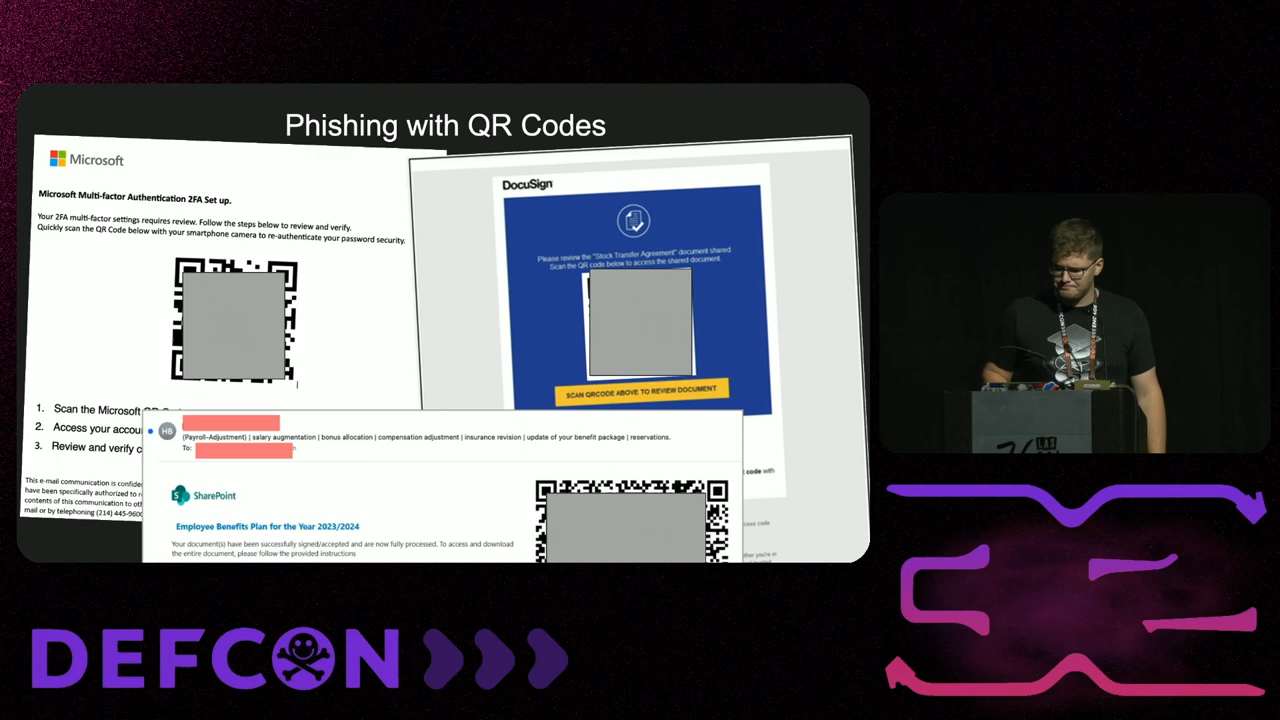 Phishing with QR Codes
Microsoft
Microsoft Multi-factor Authentication 2FA Set up.
Your 2FA multi-factor settings requires review. Follow the steps below to review and verify.
Quickly scan the QR Code below with your smartphone camera to re-authenticate your password security.
1. Scan the Microsoft
2. Access your
3. Review and verify
This e-mail communication is
have been specifically authorized to
contents of this communication to
mail or by telephoning (214)
DocuSign
Please review the "Stock Transfer Agreement" document shared
Scan the QR code below to access the shared document
SCAN QRCODE ABOVE TO REVIEW DOCUMENT
code with
code
HB
(Payroll-Adjustment) | salary augmentation | bonus allocation | compensation adjustment | insurance revision | update of your benefit package | reservations.
To:
SharePoint
Employee Benefits Plan for the Year 2023/2024
Your document(s) have been successfully signed/accepted and are now fully processed. To access and download
the entire document, please follow the provided instructions
DEFCON
LAS